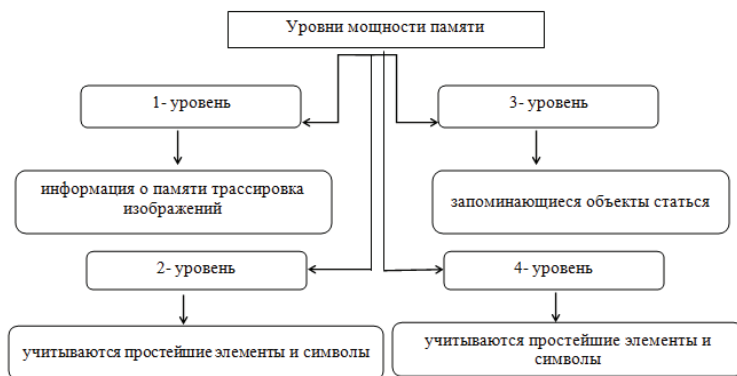 Уровни мощности памяти
1- уровень
3- уровень
информация о памяти трассировка
изображений
запоминающиеся объекты статься
2- уровень
4- уровень
учитываются простейшие элементы и символы
учитываются простейшие элементы и
символы